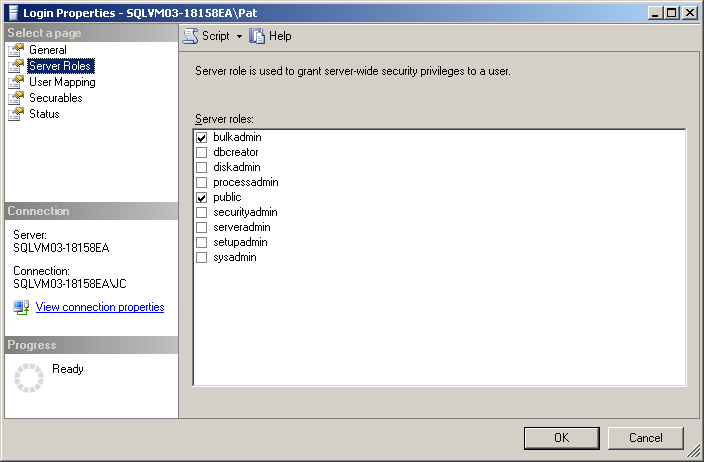 Login Properties - SQLVM03-18158EA\Pat
Select a page
General
Server Roles
User Mapping
Securables
Status
Script
Help
Server role is used to grant server-wide security privileges to a user.
Server roles:
bulkadmin
dbcreator
diskadmin
processadmin
public
securityadmin
serveradmin
setupadmin
sysadmin
Connection
Server:
SQLVM03-18158EA
Connection:
SQLVM03-18158EA\JC
View connection properties
Progress
Ready
OK
Cancel